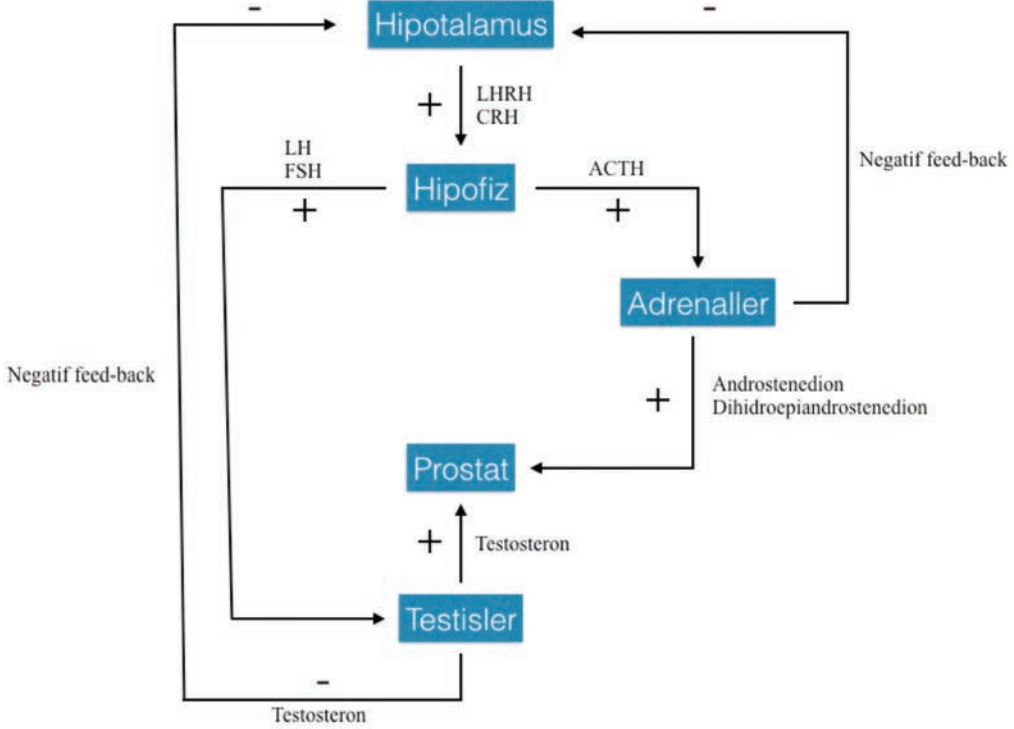 -
-
Hipotalamus
+
LHRH
CRH
LH
FSH
+
Hipofiz
ACTH
+
Negatif feed-back
Adrenaller
Negatif feed-back
+
Androstenedion
Dihidroepiandrostenedion
Prostat
+
Testosteron
Testisler
-
Testosteron